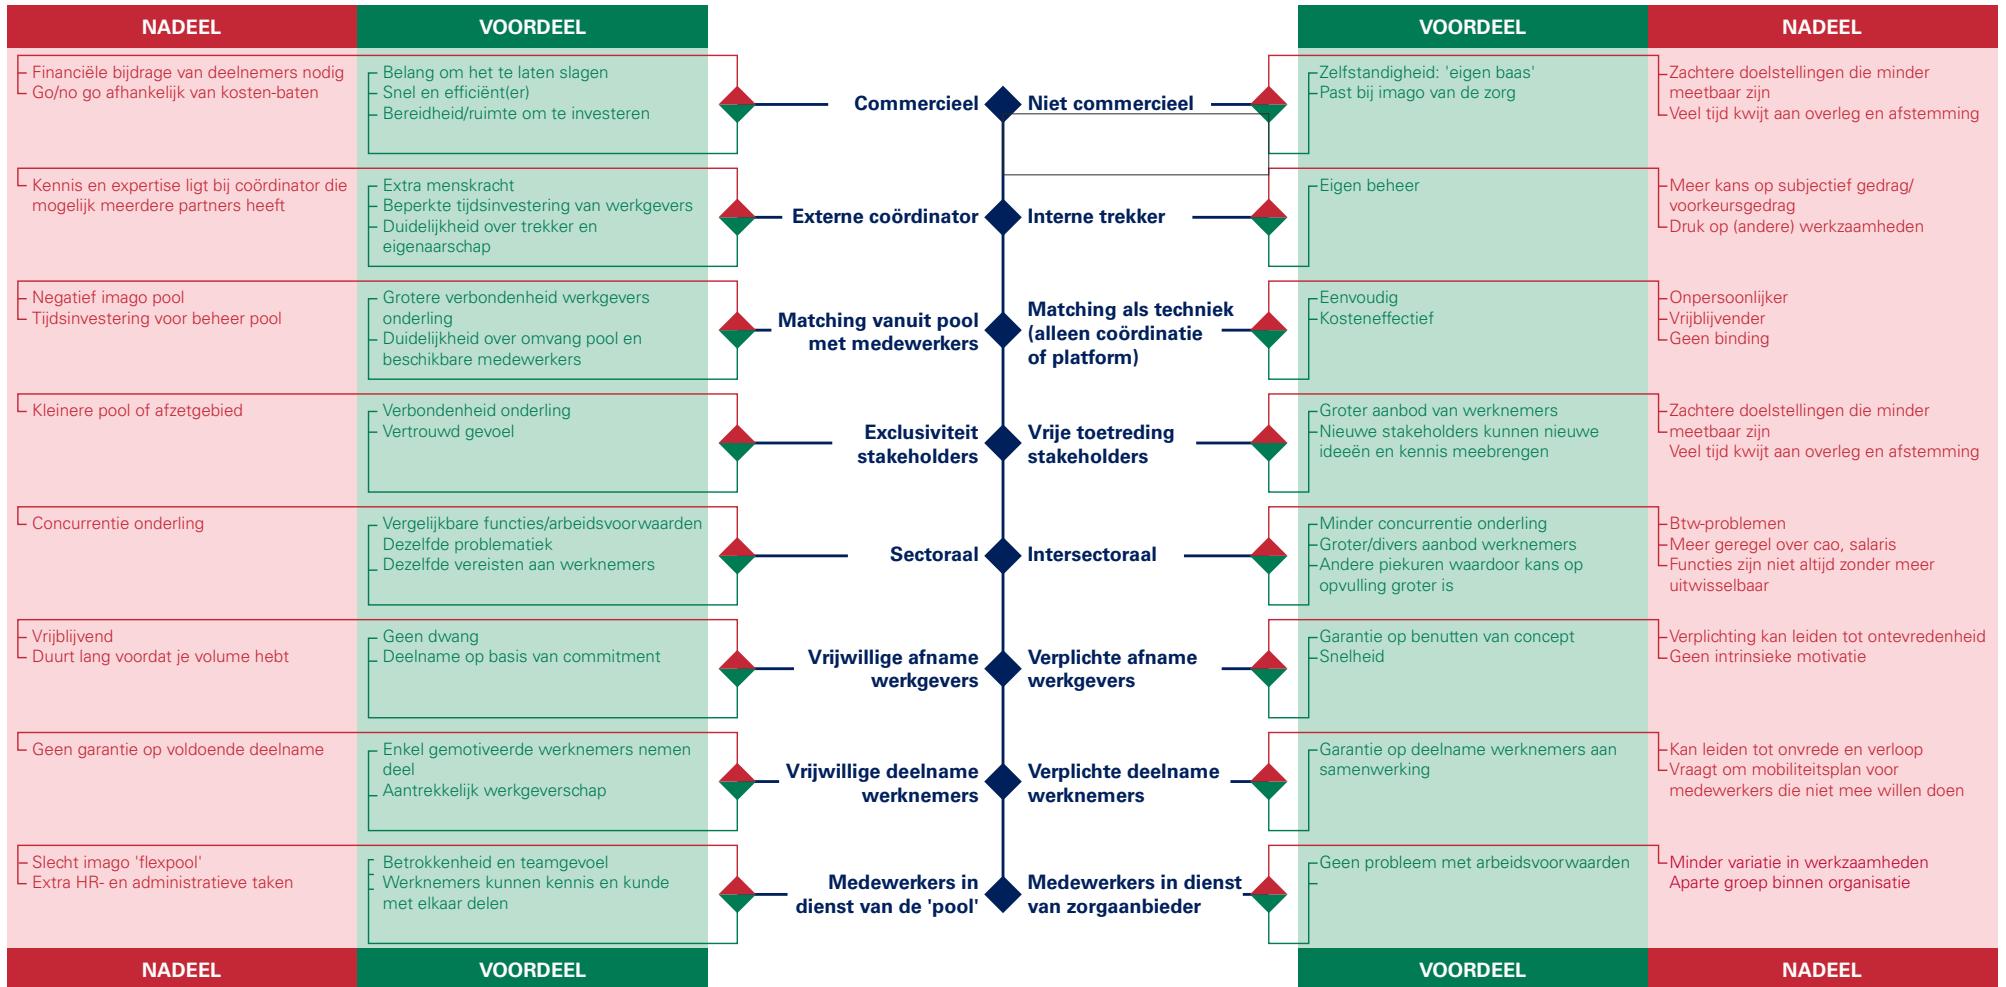 NADEEL
VOORDEEL
VOORDEEL
NADEEL
Financiële bijdrage van deelnemers nodig
Go/no go afhankelijk van kosten-baten
Belang om het te laten slagen
Snel en efficiënt(er)
Bereidheid/ruimte om te investeren
Commercieel
Niet commercieel
Zelfstandigheid: 'eigen baas'
Past bij imago van de zorg
Zachtere doelstellingen die minder
meetbaar zijn
Veel tijd kwijt aan overleg en afstemming
Kennis en expertise ligt bij coördinator die
mogelijk meerdere partners heeft
Extra menskracht
Beperkte tijdsinvestering van werkgevers
Duidelijkheid over trekker en
eigenaarschap
Externe coördinator
Interne trekker
Eigen beheer
Meer kans op subjectief gedrag/
voorkeursgedrag
Druk op (andere) werkzaamheden
Negatief imago pool
Tijdsinvestering voor beheer pool
Grotere verbondenheid werkgevers
onderling
Duidelijkheid over omvang pool en
beschikbare medewerkers
Matching vanuit pool
met medewerkers
Matching als techniek
(alleen coördinatie
of platform)
Eenvoudig
Kosteneffectief
Onpersoonlijker
Vrijblijvender
Geen binding
Kleinere pool of afzetgebied
Verbondenheid onderling
Vertrouwd gevoel
Exclusiviteit
stakeholders
Vrije toetreding
stakeholders
Groter aanbod van werknemers
Nieuwe stakeholders kunnen nieuwe
ideeën en kennis meebrengen
Zachtere doelstellingen die minder
meetbaar zijn
Veel tijd kwijt aan overleg en afstemming
Concurrentie onderling
Vergelijkbare functies/arbeidsvoorwaarden
Dezelfde problematiek
Dezelfde vereisten aan werknemers
Sectoraal
Intersectoraal
Minder concurrentie onderling
Groter/divers aanbod werknemers
Andere piekuren waardoor kans op
opvulling groter is
Btw-problemen
Meer geregel over cao, salaris
Functies zijn niet altijd zonder meer
uitwisselbaar
Vrijblijvend
Duurt lang voordat je volume hebt
Geen dwang
Deelname op basis van commitment
Vrijwillige afname
werkgevers
Verplichte afname
werkgevers
Garantie op benutten van concept
Snelheid
Verplichting kan leiden tot ontevredenheid
Geen intrinsieke motivatie
Geen garantie op voldoende deelname
Enkel gemotiveerde werknemers nemen
deel
Aantrekkelijk werkgeverschap
Vrijwillige deelname
werknemers
Verplichte deelname
werknemers
Garantie op deelname werknemers aan
samenwerking
Kan leiden tot onvrede en verloop
Vraagt om mobiliteitsplan voor
medewerkers die niet mee willen doen
Slecht imago 'flexpool'
Extra HR- en administratieve taken
Betrokkenheid en teamgevoel
Werknemers kunnen kennis en kunde
met elkaar delen
Medewerkers in
dienst van de 'pool'
Medewerkers in dienst
van zorgaanbieder
Geen probleem met arbeidsvoorwaarden
Minder variatie in werkzaamheden
Aparte groep binnen organisatie
NADEEL
VOORDEEL
VOORDEEL
NADEEL